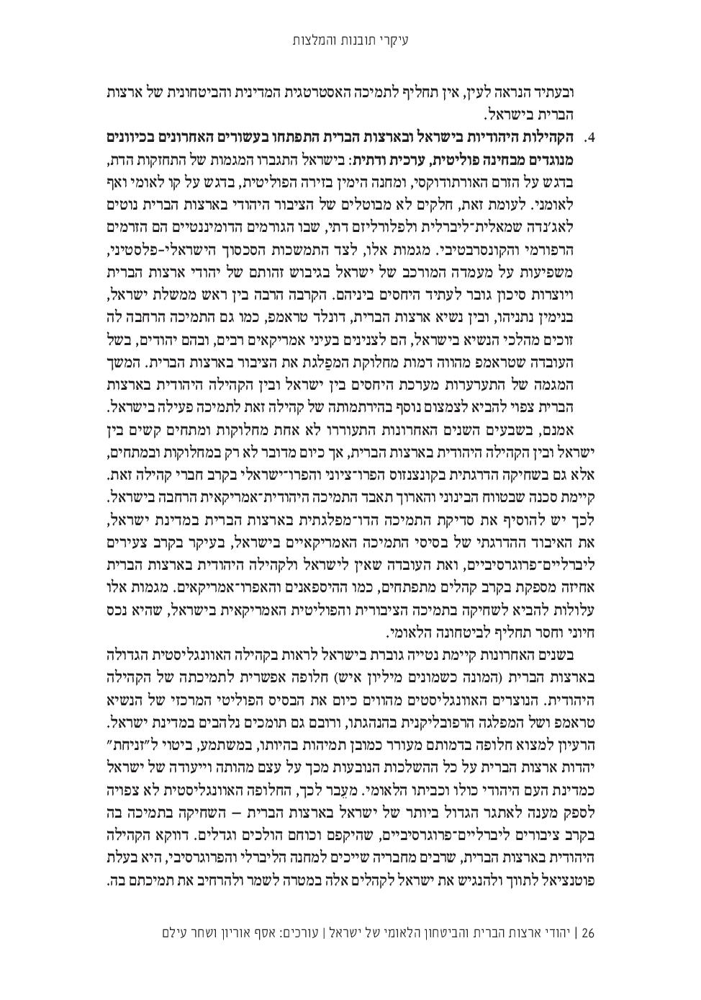 עיקרי תובנות והמלצות
ובעתיד הנראה לעין, אין תחליף לתמיכה האסטרטגית המדינית והביטחונית של ארצות
הברית בישראל.
4. הקהילות היהודיות בישראל ובארצות הברית התפתחו בעשורים האחרונים בכיוונים
מנוגדים מבחינה פוליטית, ערכית ודתית: בישראל התגברו המגמות של התחזקות הדת,
בדגש על הזרם האורתודוקסי, ומחנה הימין בזירה הפוליטית, בדגש על קו לאומי ואף
לאומני. לעומת זאת, חלקים לא מבוטלים של הציבור היהודי בארצות הברית נוטים
לאג'נדה שמאלית־ליברלית ולפלורליזם דתי, שבו הגורמים הדומיננטיים הם הזרמים
הרפורמי והקונסרבטיבי. מגמות אלו, לצד התמשכות הסכסוך הישראלי-פלסטיני,
משפיעות על מעמדה המורכב של ישראל בגיבוש זהותם של יהודי ארצות הברית
ויוצרות סיכון גובר לעתיד היחסים ביניהם. הקרבה הרבה בין ראש ממשלת ישראל,
בנימין נתניהו, ובין נשיא ארצות הברית, דונלד טראמפ, כמו גם התמיכה הרחבה לה
זוכים מהלכי הנשיא בישראל, הם לצנינים בעיני אמריקאים רבים, ובהם יהודים, בשל
העובדה שטראמפ מהווה דמות מחלוקת המפַלגת את הציבור בארצות הברית. המשך
המגמה של התערערות מערכת היחסים בין ישראל ובין הקהילה היהודית בארצות
הברית צפוי להביא לצמצום נוסף בהירתמותה של קהילה זאת לתמיכה פעילה בישראל.
אמנם, בשבעים השנים האחרונות התעוררו לא אחת מחלוקות ומתחים קשים בין
ישראל ובין הקהילה היהודית בארצות הברית, אך כיום מדובר לא רק במחלוקות ובמתחים,
אלא גם בשחיקה הדרגתית בקונצנזוס הפרו־ציוני והפרו־ישראלי בקרב חברי קהילה זאת.
קיימת סכנה שבטווח הבינוני והארוך תאבד התמיכה היהודית־אמריקאית הרחבה בישראל.
לכך יש להוסיף את סדיקת התמיכה הדו־מפלגתית בארצות הברית במדינת ישראל,
את האיבוד ההדרגתי של בסיסי התמיכה האמריקאיים בישראל, בעיקר בקרב צעירים
ליברליים־פרוגרסיביים, ואת העובדה שאין לישראל ולקהילה היהודית בארצות הברית
אחיזה מספקת בקרב קהלים מתפתחים, כמו ההיספאנים והאפרו־אמריקאים. מגמות אלו
עלולות להביא לשחיקה בתמיכה הציבורית והפוליטית האמריקאית בישראל, שהיא נכס
חיוני וחסר תחליף לביטחונה הלאומי.
בשנים האחרונות קיימת נטייה גוברת בישראל לראות בקהילה האוונגליסטית הגדולה
בארצות הברית (המונה כשמונים מיליון איש) חלופה אפשרית לתמיכתה של הקהילה
היהודית. הנוצרים האוונגליסטים מהווים כיום את הבסיס הפוליטי המרכזי של הנשיא
טראמפ ושל המפלגה הרפובליקנית בהנהגתו, ורובם גם תומכים נלהבים במדינת ישראל.
הרעיון למצוא חלופה בדמותם מעורר כמובן תמיהות בהיותו, במשתמע, ביטוי ל"זניחת"
יהדות ארצות הברית על כל ההשלכות הנובעות מכך על עצם מהותה וייעודה של ישראל
כמדינת העם היהודי כולו וכביתו הלאומי. מעֵבר לכך, החלופה האוונגליסטית לא צפויה
לספק מענה לאתגר הגדול ביותר של ישראל בארצות הברית – השחיקה בתמיכה בה
בקרב ציבורים ליברליים־פרוגרסיביים, שהיקפם וכוחם הולכים וגדלים. דווקא הקהילה
היהודית בארצות הברית, שרבים מחבריה שייכים למחנה הליברלי והפרוגרסיבי, היא בעלת
פוטנציאל לתווך ולהנגיש את ישראל לקהלים אלה במטרה לשמר ולהרחיב את תמיכתם בה.
26 | יהודי ארצות הברית והביטחון הלאומי של ישראל | עורכים: אסף אוריון ושחר עילם